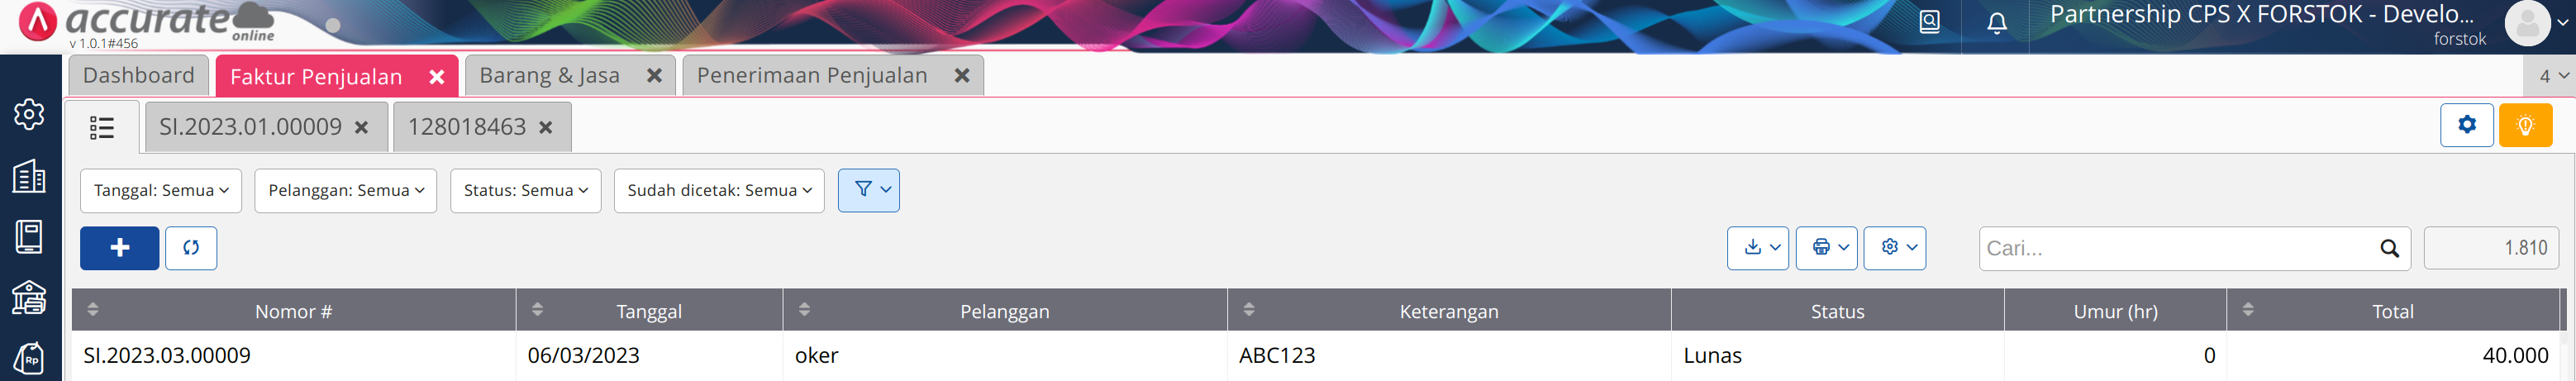 accurate
online
v 1.0.1#456
Partnership CPS X FORSTOK - Develo...
forstok
Dashboard
Faktur Penjualan
Barang & Jasa
Penerimaan Penjualan
4
SI.2023.01.00009
128018463
Tanggal: Semua
Pelanggan: Semua
Status: Semua
Sudah dicetak: Semua
Cari...
1.810
Nomor # Tanggal Pelanggan Keterangan Status Umur (hr) Total
SI.2023.03.00009 06/03/2023 oker ABC123 Lunas 0 40.000
Rp